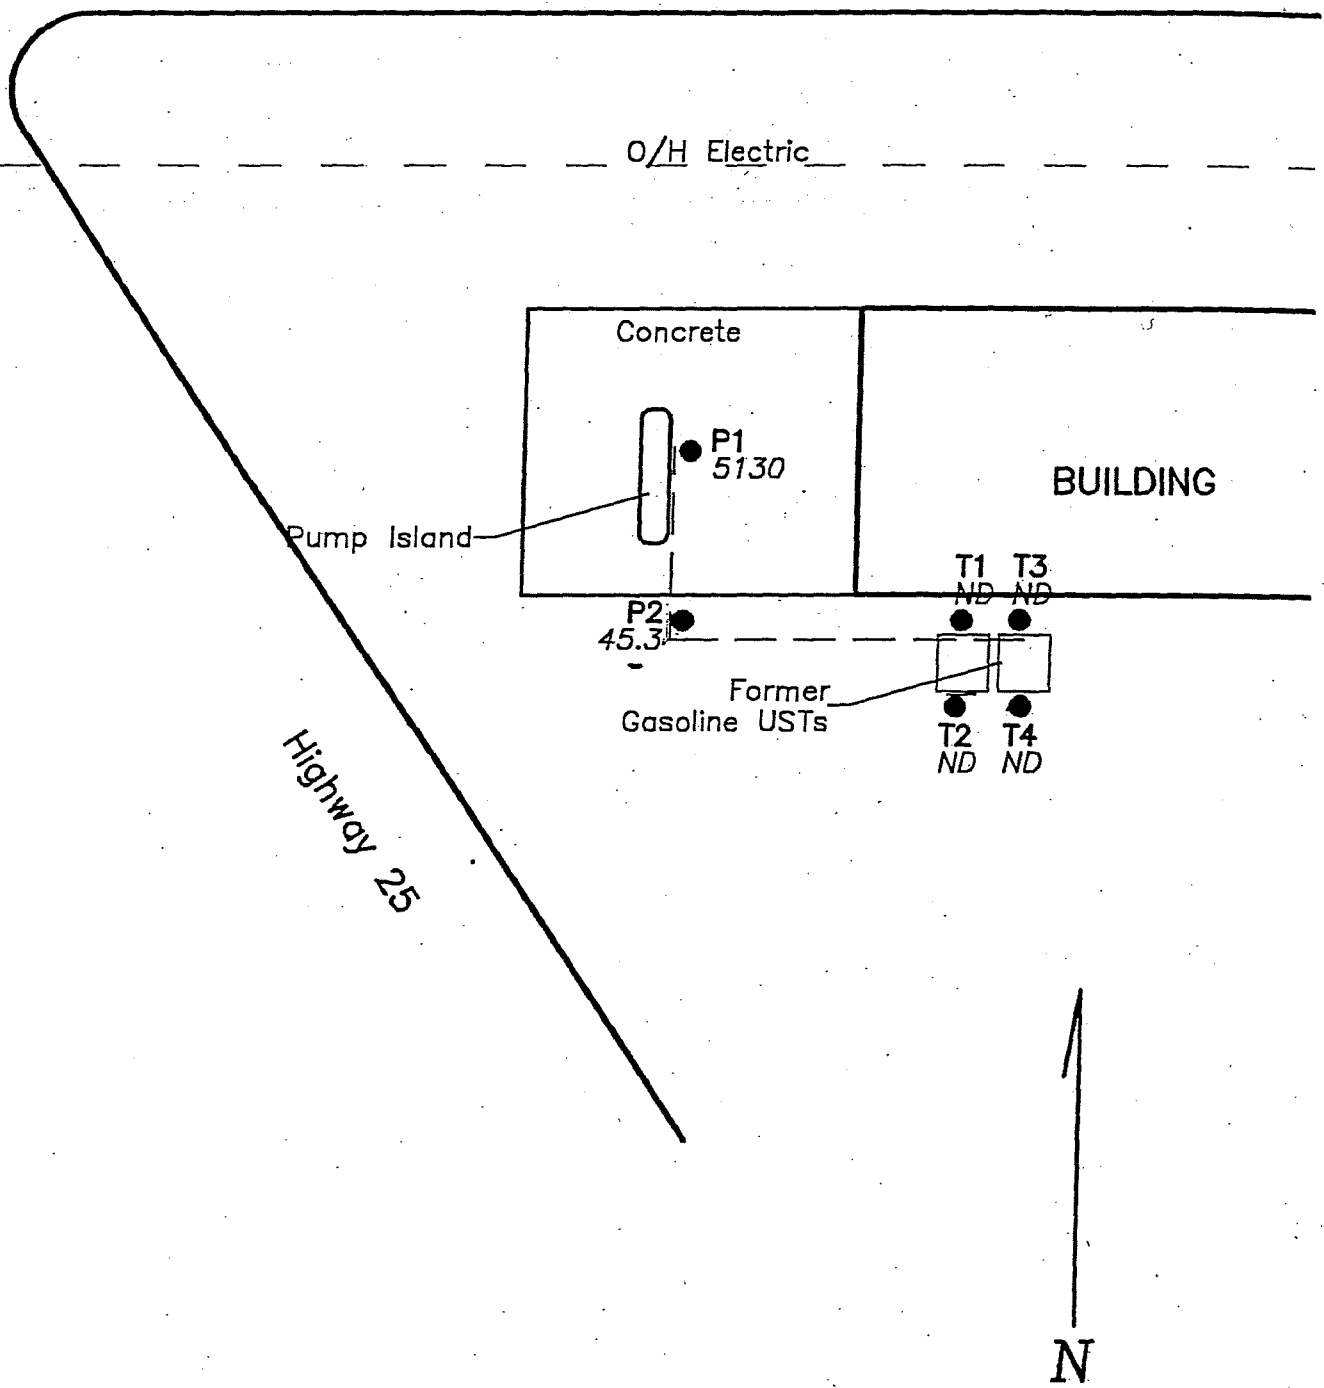 O/H Electric
Concrete
P1
5130
BUILDING
Pump Island
T1 T3
ND ND
P2
45.3
Former
Gasoline USTs
T2 T4
ND ND
Highway 25
N